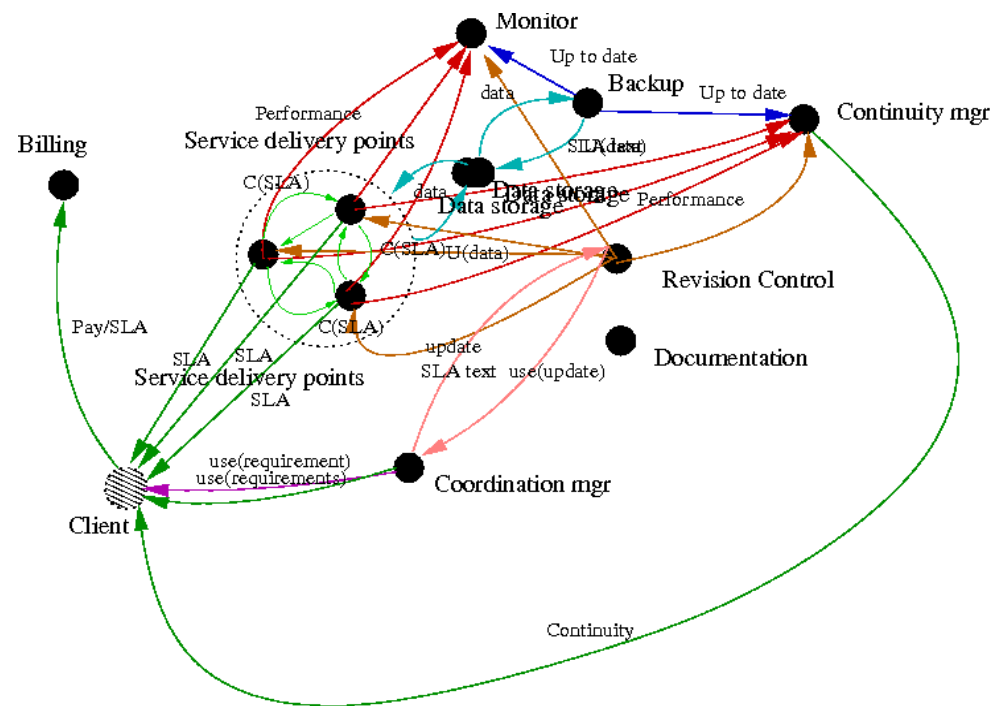 Monitor
Up to date
Backup
data
Up to date
Continuity mgr
Performance
Service delivery points
Billing
C(SLA)
data
Data storage
Data storage
Performance
C(SLA)
U(data)
Revision Control
C(SLA)
Pay/SLA
update
SLA
SLA
SLA text
use(update)
Documentation
Service delivery points
SLA
use(requirement)
use(requirements)
Coordination mgr
Client
Continuity